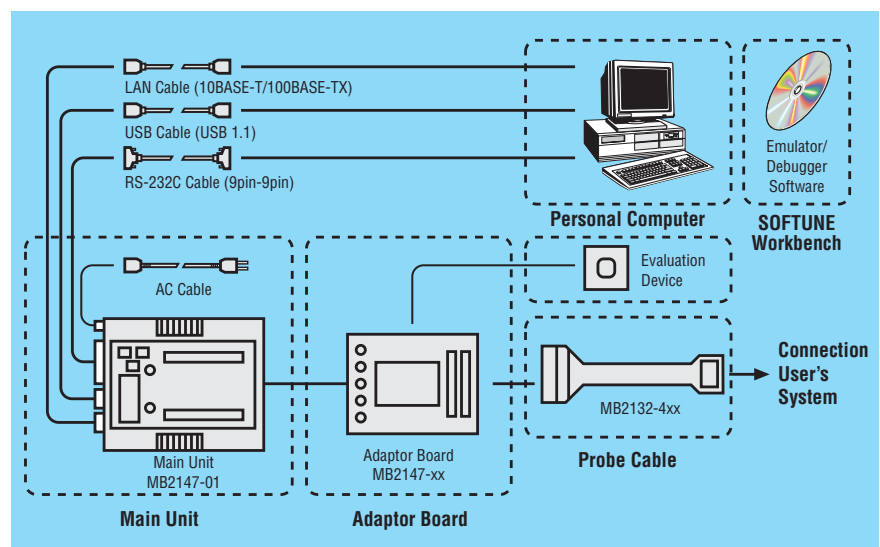 LAN Cable (10BASE-T/100BASE-TX)
USB Cable (USB 1.1)
RS-232C Cable (9pin-9pin)
Personal Computer
Emulator/
Debugger
Software
SOFTUNE
Workbench
AC Cable
Main Unit
MB2147-01
Main Unit
Adaptor Board
MB2147-xx
Adaptor Board
Evaluation
Device
MB2132-4xx
Probe Cable
Connection
User's
System